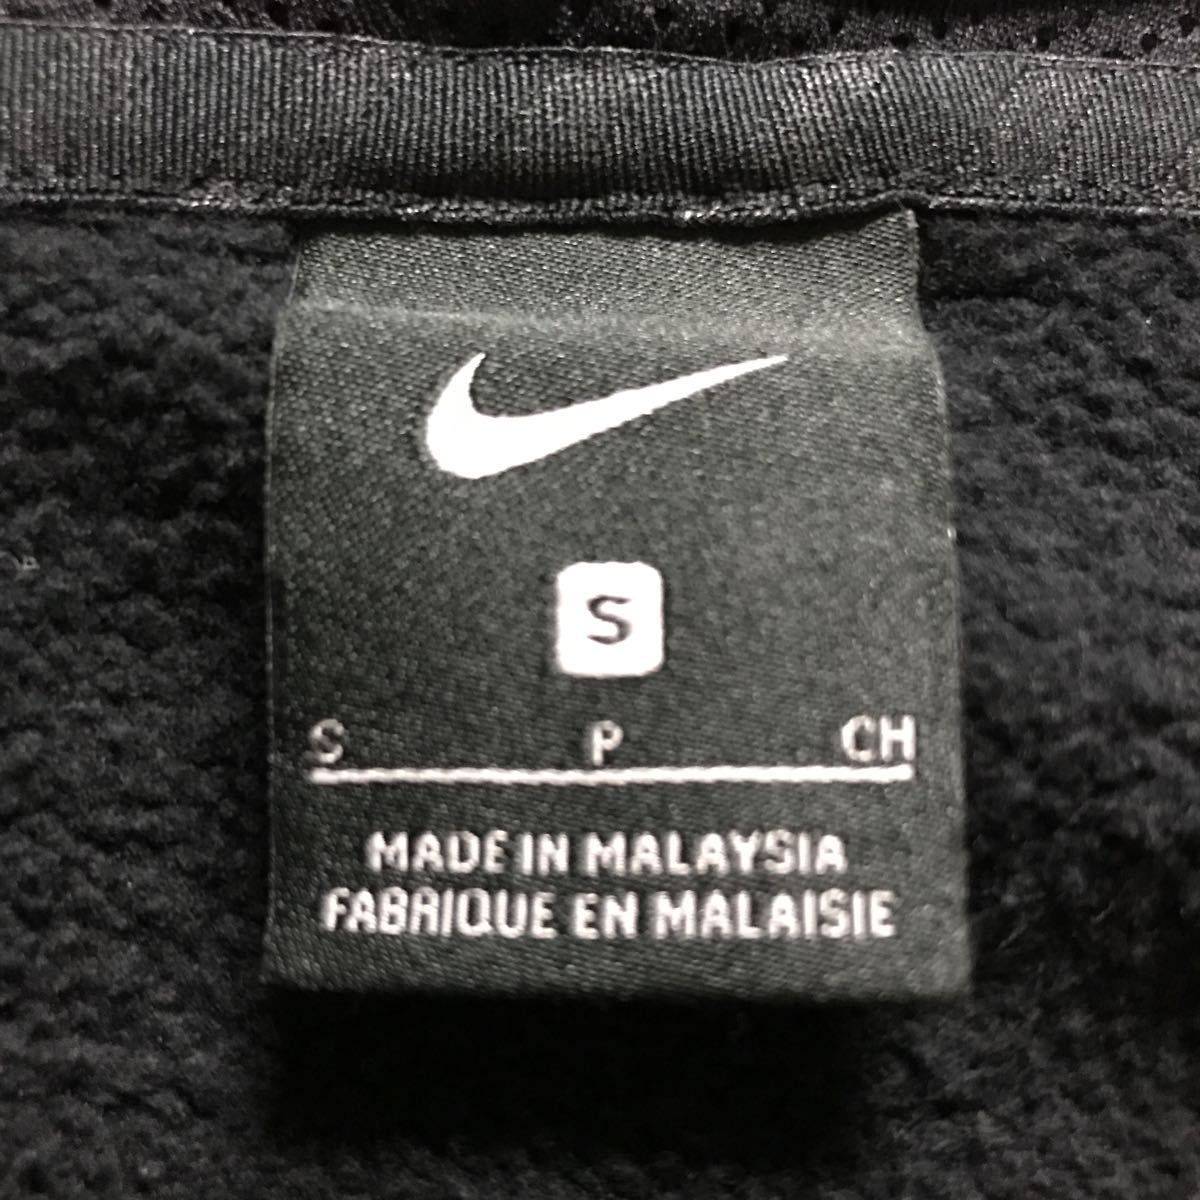 S
S P CH
MADE IN MALAYSIA
FABRIQUE EN MALAISIE